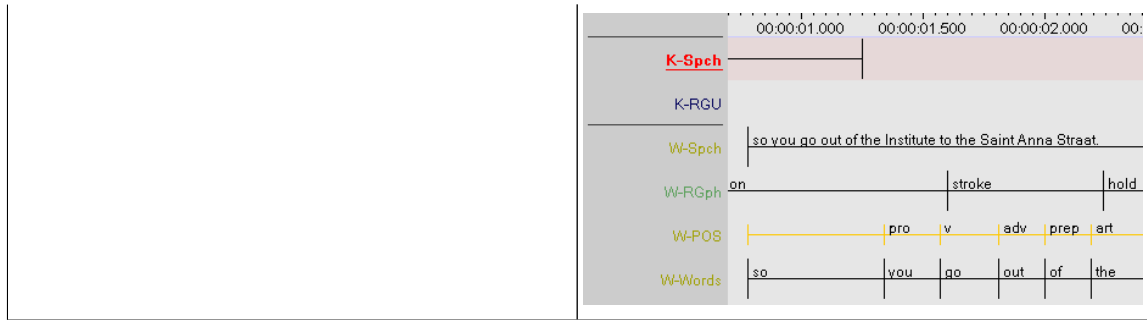 00:00:01.000 00:00:01.500 00:00:02.000 00:
K-Spch
K-RGU
W-Spch so you go out of the Institute to the Saint Anna Straat.
W-RGph on stroke hold
W-POS pro v adv prep art
W-Words so you go out of the